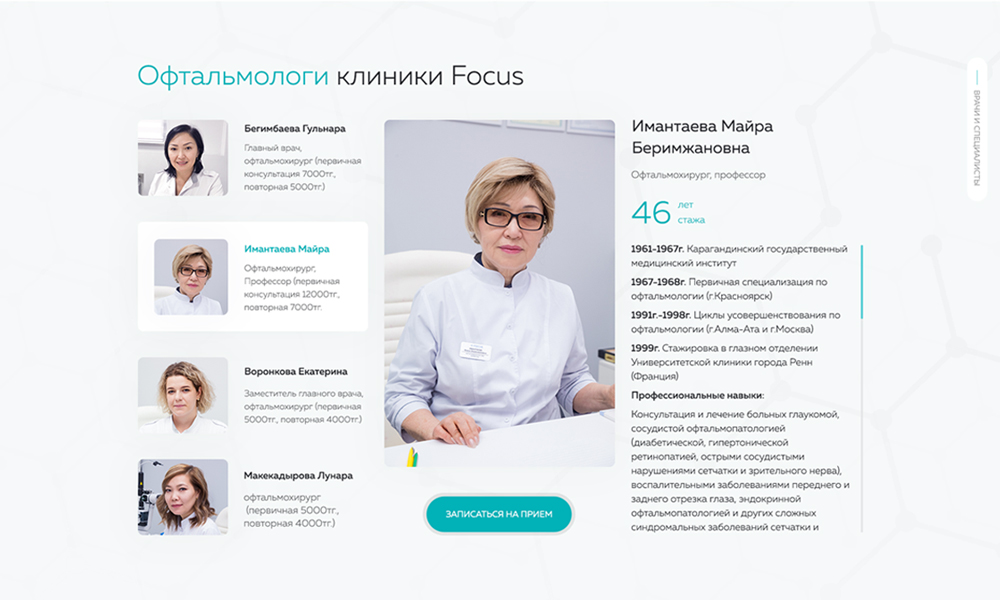 Офтальмологи клиники Focus
Бегимбаева Гульнара
Главный врач,
офтальмохирург (первичная
консультация 7000тг.,
повторная 5000тг.)
Имантаева Майра
Офтальмохирург,
Профессор (первичная
консультация 12000тг.,
повторная 7000тг.
Воронкова Екатерина
Заместитель главного врача,
офтальмохирург (первичная
5000тг., повторная 4000тг.)
Макекадырова Лунара
офтальмохирург
(первичная 5000тг.,
повторная 4000тг.)
ЗАПИСАТЬСЯ НА ПРИЕМ
Имантаева Майра
Беримжановна
Офтальмохирург, профессор
46 лет
стажа
1961-1967г. Карагандинский государственный
медицинский институт
1967-1968г. Первичная специализация по
офтальмологии (г.Красноярск)
1991г.-1998г. Циклы усовершенствования по
офтальмологии (г.Алма-Ата и г.Москва)
1999г. Стажировка в глазном отделении
Университетской клиники города Ренн
(Франция)
Профессиональные навыки:
Консультация и лечение больных глаукомой,
сосудистой офтальмопатологией
(диабетической, гипертонической
ретинопатией, острыми сосудистыми
нарушениями сетчатки и зрительного нерва),
воспалительными заболеваниями переднего и
заднего отрезка глаза, эндокринной
офтальмопатологией и других сложных
синдромальных заболеваний сетчатки и
ВРАЧИ И СПЕЦИАЛИСТЫ